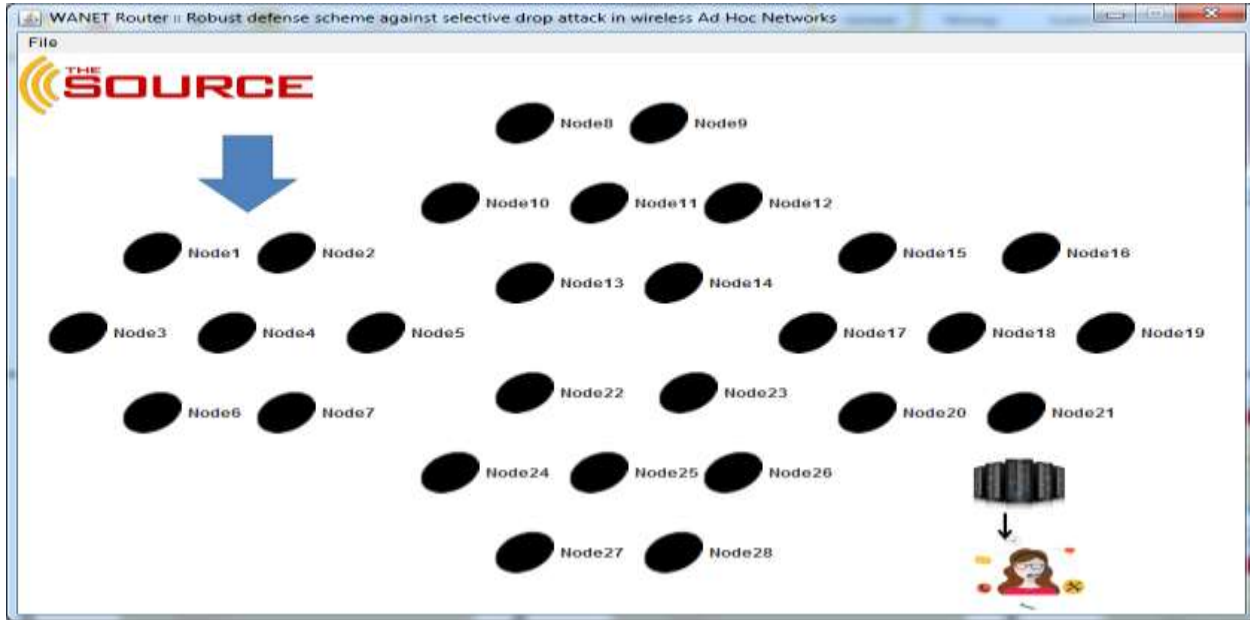 WANET Router :: Robust defense scheme against selective drop attack in wireless Ad Hoc Networks
File
THE
SOURCE
Node8 Node9
Node10 Node11 Node12
Node1 Node2 Node15 Node16
Node13 Node14
Node3 Node4 Node5 Node17 Node18 Node19
Node22 Node23
Node6 Node7 Node20 Node21
Node24 Node25 Node26
Node27 Node28